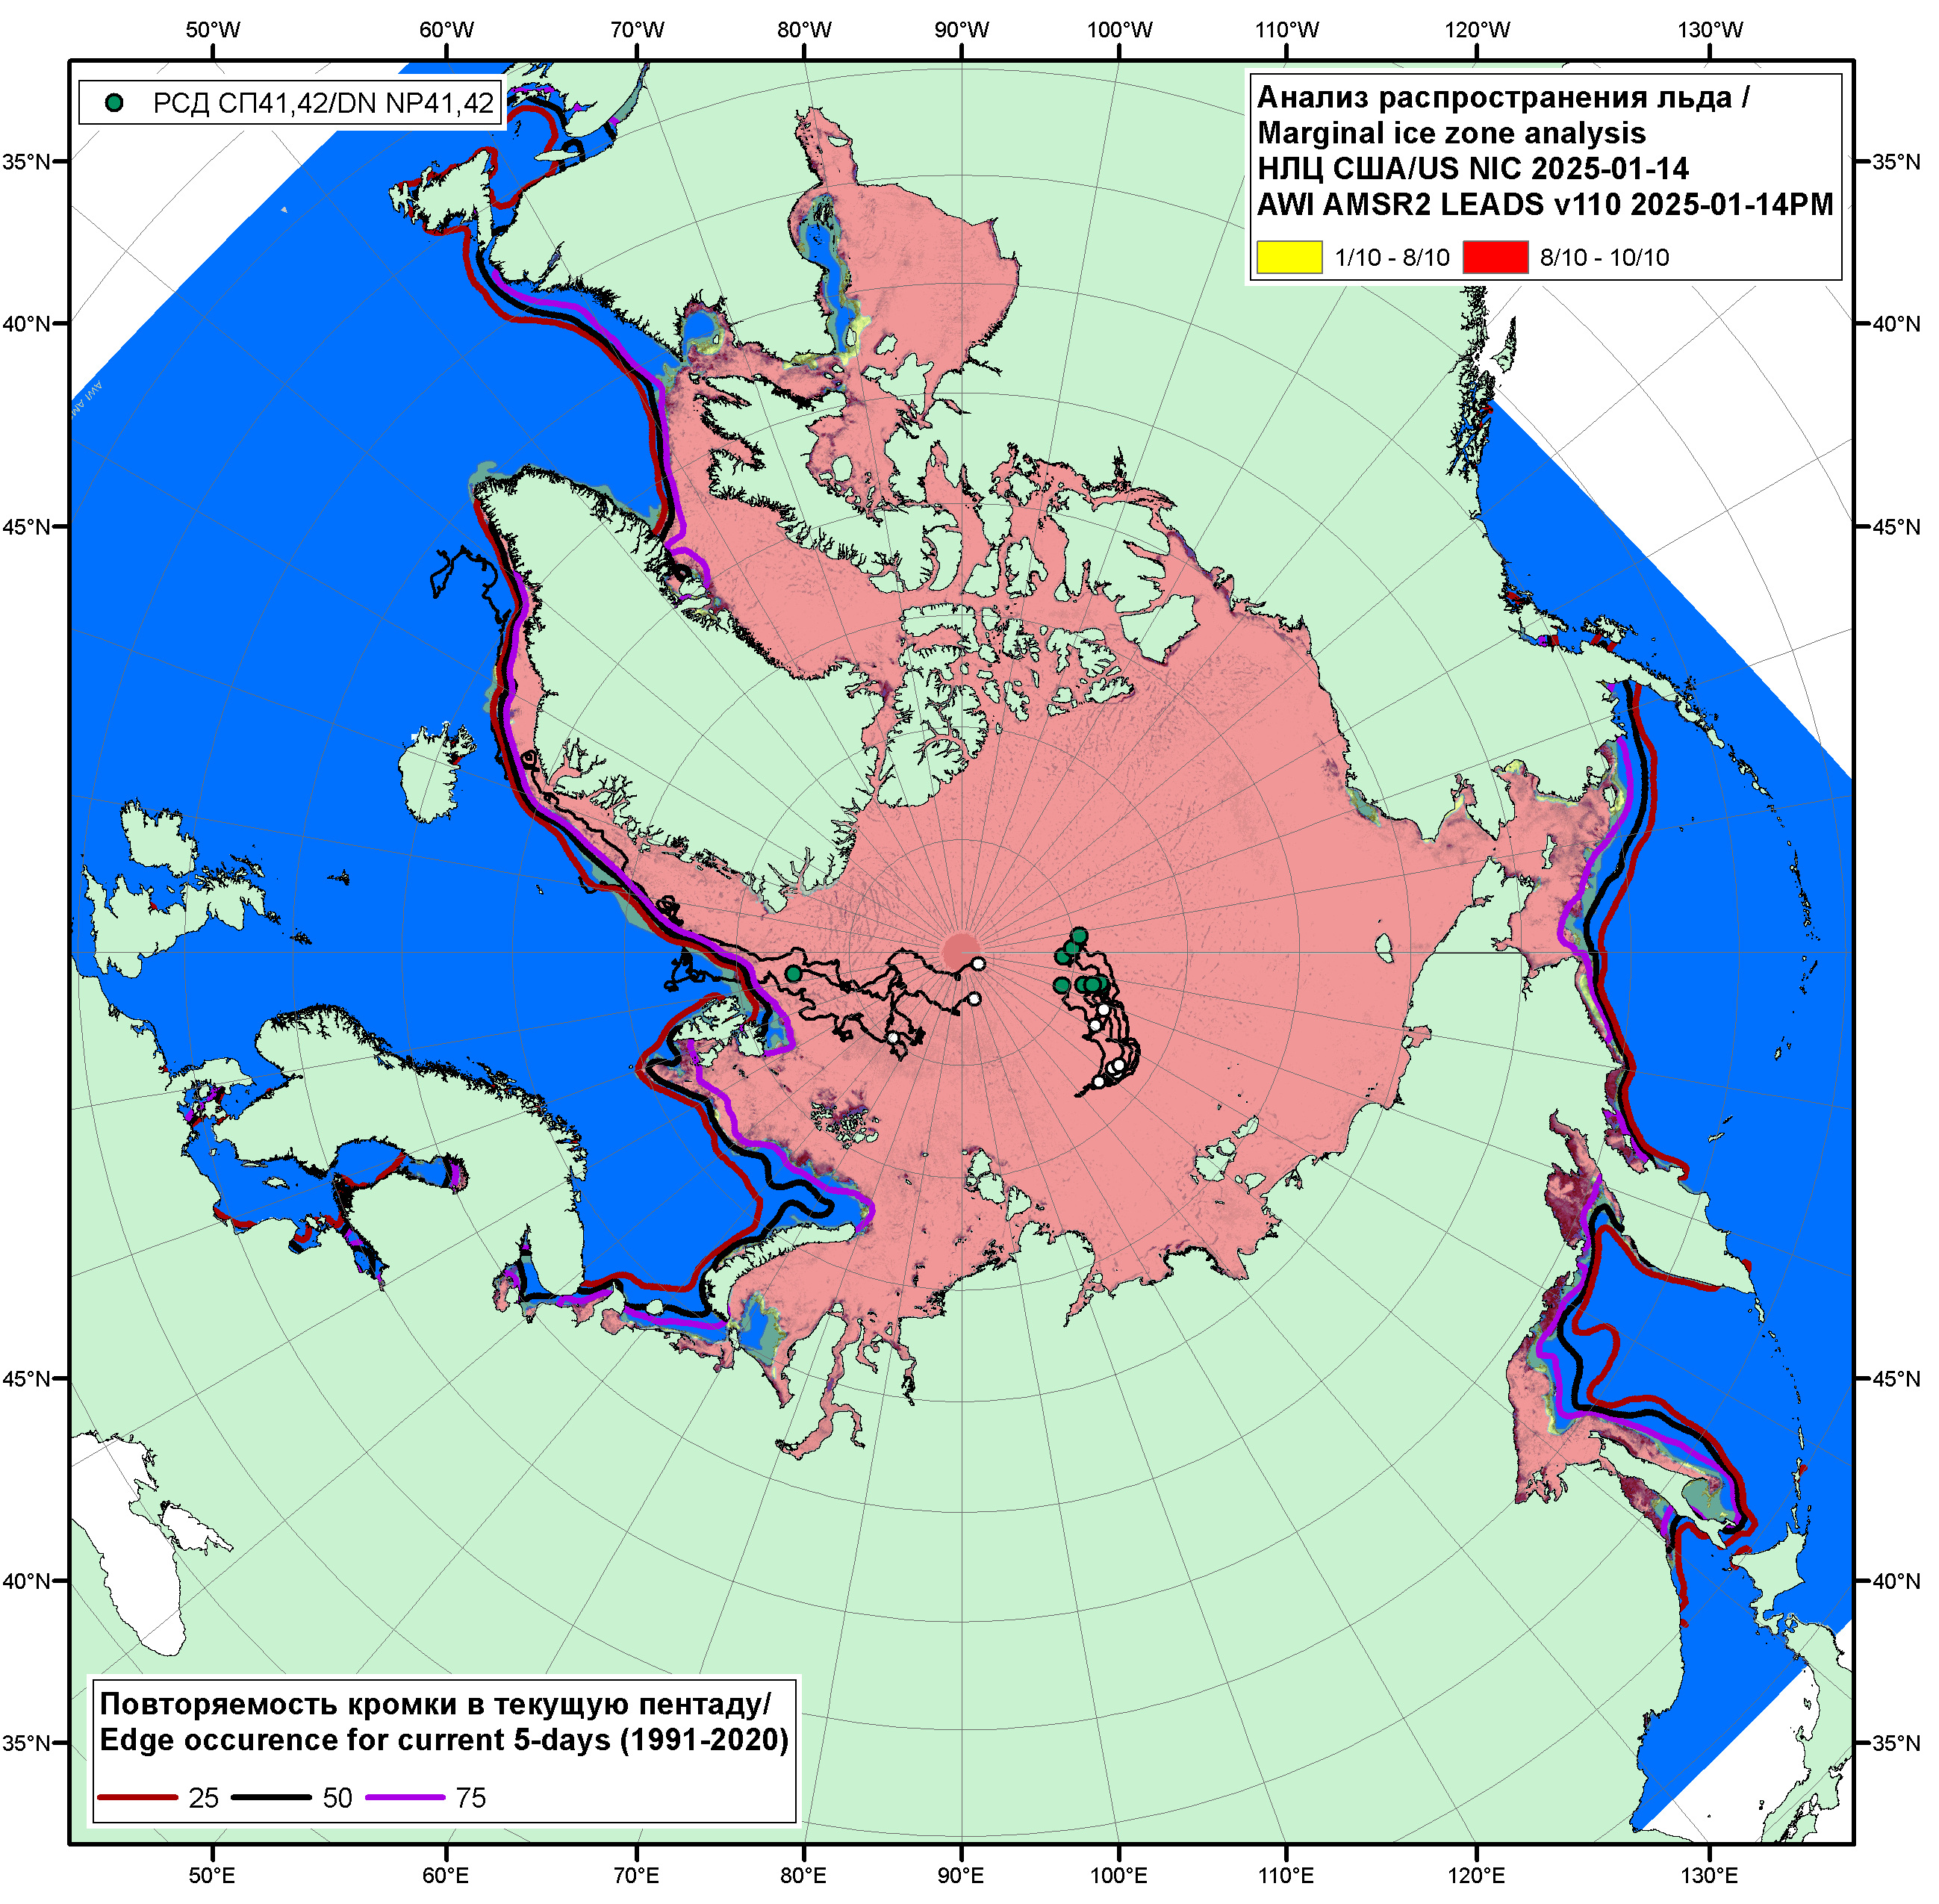 50°W 60°W 70°W 80°W 90°W 100°W 110°W 120°W 130°W
РСД СП41,42/DN NP41,42
Анализ распространения льда /
Marginal ice zone analysis
НЛЦ США/US NIC 2025-01-14
AWI AMSR2 LEADS v110 2025-01-14PM
1/10 - 8/10 8/10 - 10/10
35°N 35°N
40°N 40°N
AWI
45°N 45°N
45°N 45°N
40°N 40°N
35°N 35°N
Повторяемость кромки в текущую пентаду/
Edge occurence for current 5-days (1991-2020)
25 50 75
50°E 60°E 70°E 80°E 90°E 100°E 110°E 120°E 130°E